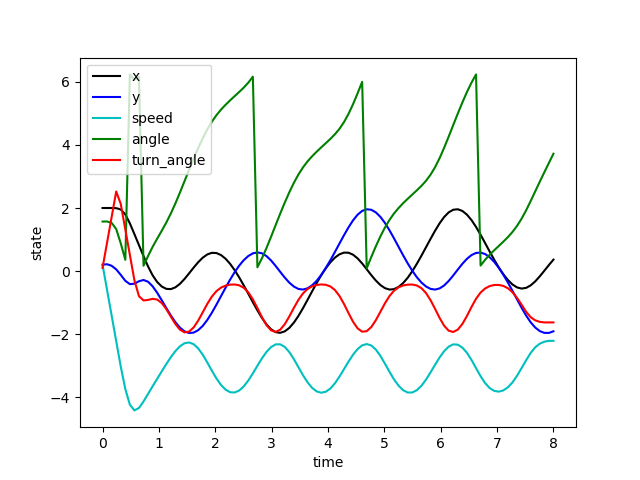 x
y
speed
angle
turn_angle
state
6
4
2
0
−2
−4
0 1 2 3 4 5 6 7 8
time